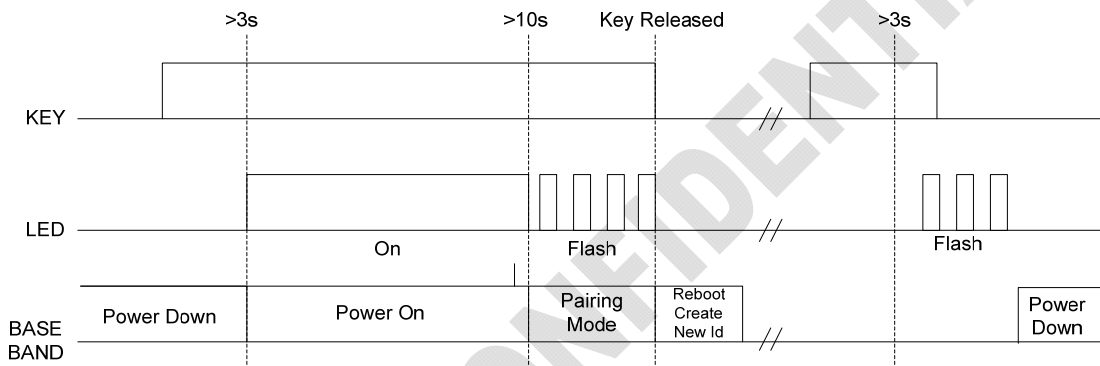 >3s
>10s
Key Released
>3s
KEY
LED
On
Flash
Flash
BASE
BAND
Power Down
Power On
Pairing
Mode
Reboot
Create
New Id
Power
Down